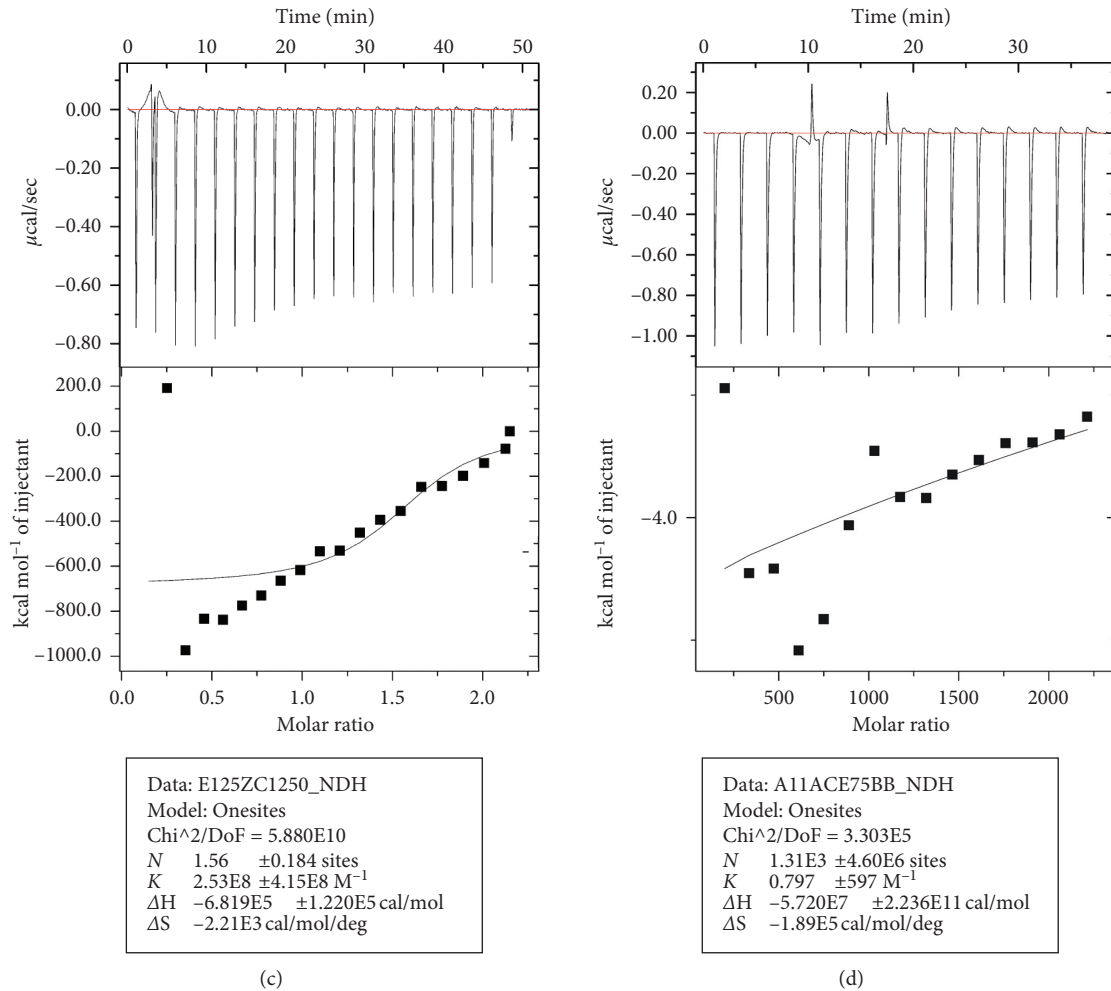 Time (min)
0 10 20 30 40 50
0.00
−0.20
−0.40
−0.60
−0.80
μcal/sec
200.0
0.0
−200.0
−400.0
−600.0
−800.0
−1000.0
kcal mol−1 of injectant
0.0 0.5 1.0 1.5 2.0
Molar ratio
Data: E125ZC1250_NDH
Model: Onesites
Chi^2/DoF = 5.880E10
N 1.56 ±0.184 sites
K 2.53E8 ±4.15E8 M−1
ΔH −6.819E5 ±1.220E5 cal/mol
ΔS −2.21E3 cal/mol/deg
(c)
Time (min)
0 10 20 30
0.20
0.00
−0.20
−0.40
−0.60
−0.80
−1.00
μcal/sec
−4.0
kcal mol−1 of injectant
500 1000 1500 2000
Molar ratio
Data: A11ACE75BB_NDH
Model: Onesites
Chi^2/DoF = 3.303E5
N 1.31E3 ±4.60E6 sites
K 0.797 ±597 M−1
ΔH −5.720E7 ±2.236E11 cal/mol
ΔS −1.89E5 cal/mol/deg
(d)